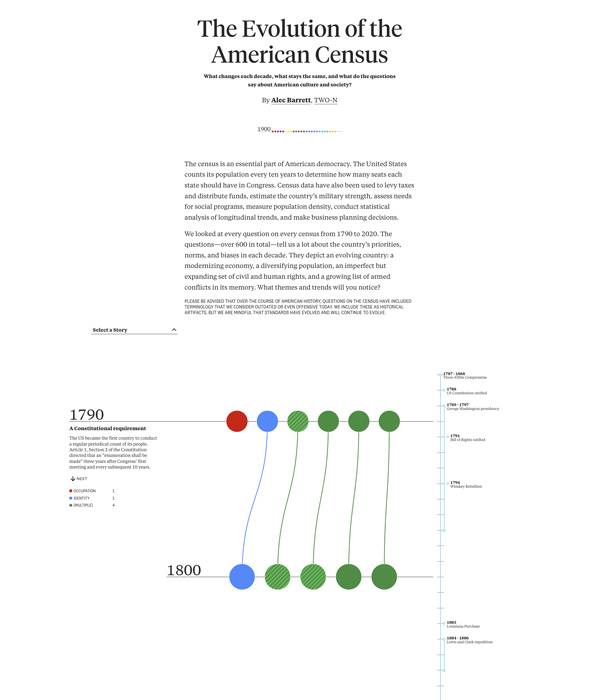 The Evolution of the
American Census
What changes each decade, what stays the same, and what do the questions
say about American culture and society?
By Alec Barrett, TWO-N
1900
The census is an essential part of American democracy. The United States
counts its population every ten years to determine how many seats each
state should have in Congress. Census data have also been used to levy taxes
and distribute funds, estimate the country's military strength, assess needs
for social programs, measure population density, conduct statistical
analysis of longitudinal trends, and make business planning decisions.
We looked at every question on every census from 1790 to 2020. The
questions—over 600 in total—tell us a lot about the country's priorities,
norms, and biases in each decade. They depict an evolving country: a
modernizing economy, a diversifying population, an imperfect but
expanding set of civil and human rights, and a growing list of armed
conflicts in its memory. What themes and trends will you notice?
PLEASE BE ADVISED THAT OVER THE COURSE OF AMERICAN HISTORY, QUESTIONS ON THE CENSUS HAVE INCLUDED
TERMINOLOGY THAT WE CONSIDER OUTDATED OR EVEN OFFENSIVE TODAY. WE INCLUDE THESE AS HISTORICAL
ARTIFACTS, BUT WE ARE MINDFUL THAT STANDARDS HAVE EVOLVED AND WILL CONTINUE TO EVOLVE.
Select a Story
1790
A Constitutional requirement
The US became the first country to conduct
a regular periodical count of its people.
Article 1, Section 2 of the Constitution
directed that an "enumeration shall be
made" three years after Congress' first
meeting and every subsequent 10 years.
NEXT
OCCUPATION 1
IDENTITY 1
(MULTIPLE) 4
1800
1787 - 1868
Three-Fifths Compromise
1788
US Constitution ratified
1789 - 1797
George Washington presidency
1791
Bill of Rights ratified
1794
Whiskey Rebellion
1803
Louisiana Purchase
1804 - 1806
Lewis and Clark expedition